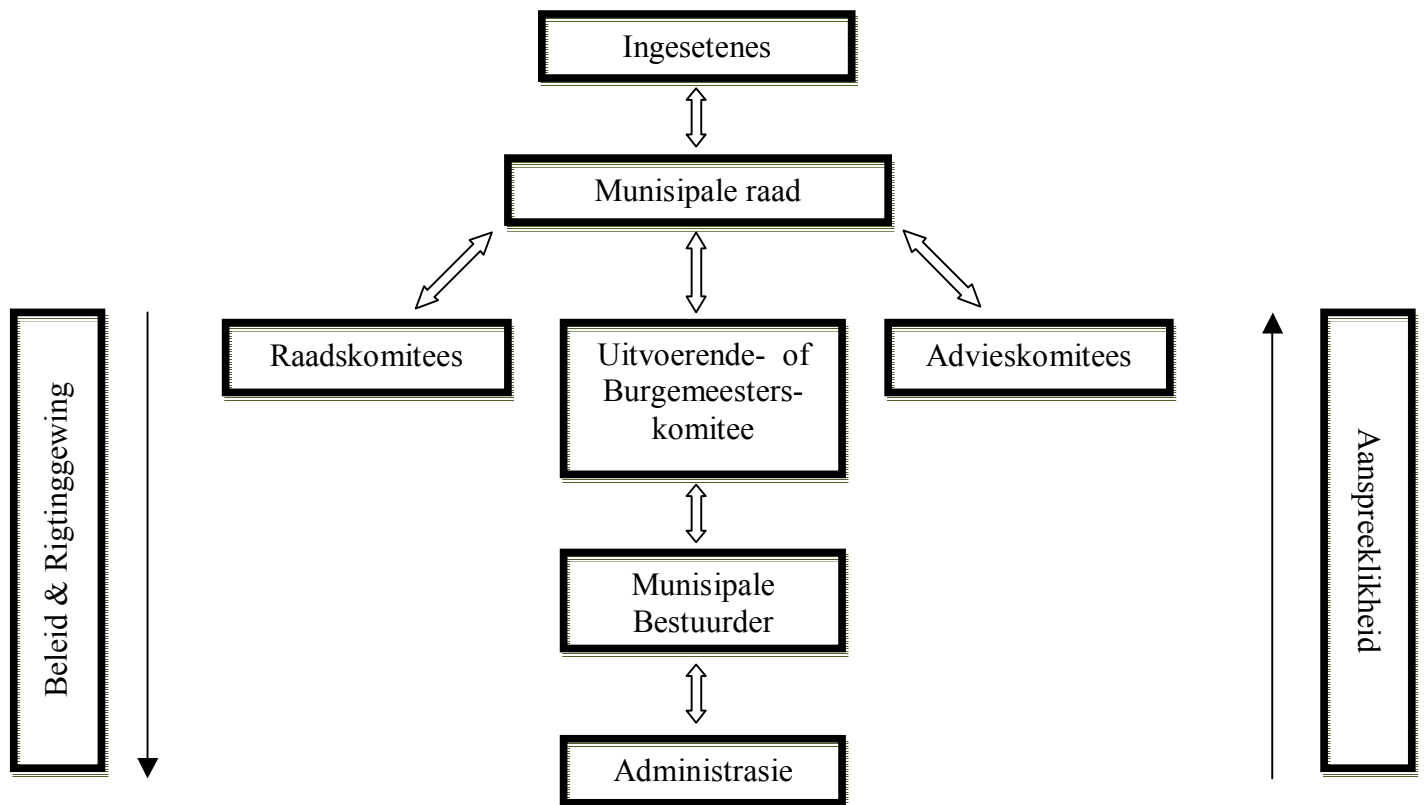 Ingesetenes
Munisipale raad
Raadskomitees
Uitvoerende- of
Burgemeesters-
komitee
Advieskomitees
Beleid & Rigtinggewing
Aanspreeklikheid
Munisipale
Bestuurder
Administrasie